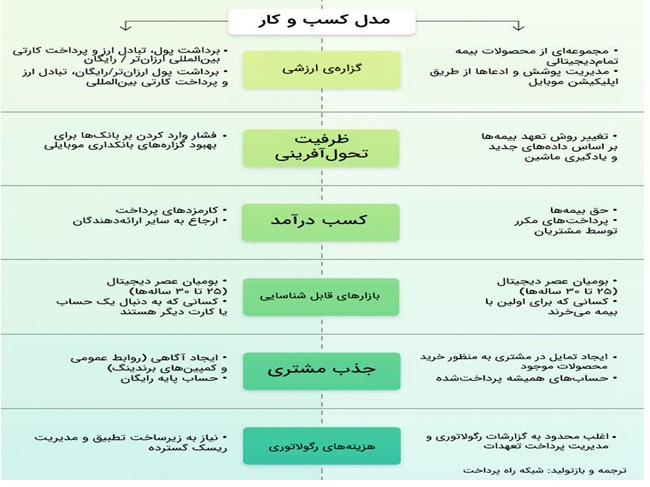 مدل کسب و کار
گزاره‌ی ارزشی
• مجموعه‌ای از محصولات بیمه
تمام‌دیجیتالی
• مدیریت پوشش و ادعاها از طریق
اپلیکیشن موبایل
• برداشت پول، تبادل ارز و پرداخت کارتی
بین‌المللی ارزان‌تر / رایگان
• برداشت پول ارزان‌تر/رایگان، تبادل ارز
و پرداخت کارتی بین‌المللی
ظرفیت
تحول‌آفرینی
• تغییر روش تعهد بیمه‌ها
بر اساس داده‌های جدید
و یادگیری ماشین
• فشار وارد کردن بر بانک‌ها برای
بهبود گزاره‌های بانکداری موبایلی
کسب درآمد
• حق بیمه‌ها
• پرداخت‌های مکرر
توسط مشتریان
• کارمزدهای پرداخت
• ارجاع به سایر ارائه‌دهندگان
بازارهای قابل شناسایی
• بومیان عصر دیجیتال
(۲۵ تا ۳۰ ساله‌ها)
• کسانی که برای اولین با
بیمه می‌خرند
• بومیان عصر دیجیتال
(۲۵ تا ۳۰ ساله‌ها)
• کسانی که به دنبال یک حساب
یا کارت دیگر هستند
جذب مشتری
• ایجاد تمایل در مشتری به منظور خرید
محصولات موجود
• حساب‌های همیشه پرداخت‌شده
• ایجاد آگاهی (روابط عمومی
و کمپین‌های برندینگ)
• حساب پایه رایگان
هزینه‌های رگولاتوری
• اغلب محدود به گزارشات رگولاتوری و
مدیریت پرداخت تعهدات
• نیاز به زیرساخت تطبیق و مدیریت
ریسک گسترده
ترجمه و بازتولید: شبکه راه پرداخت